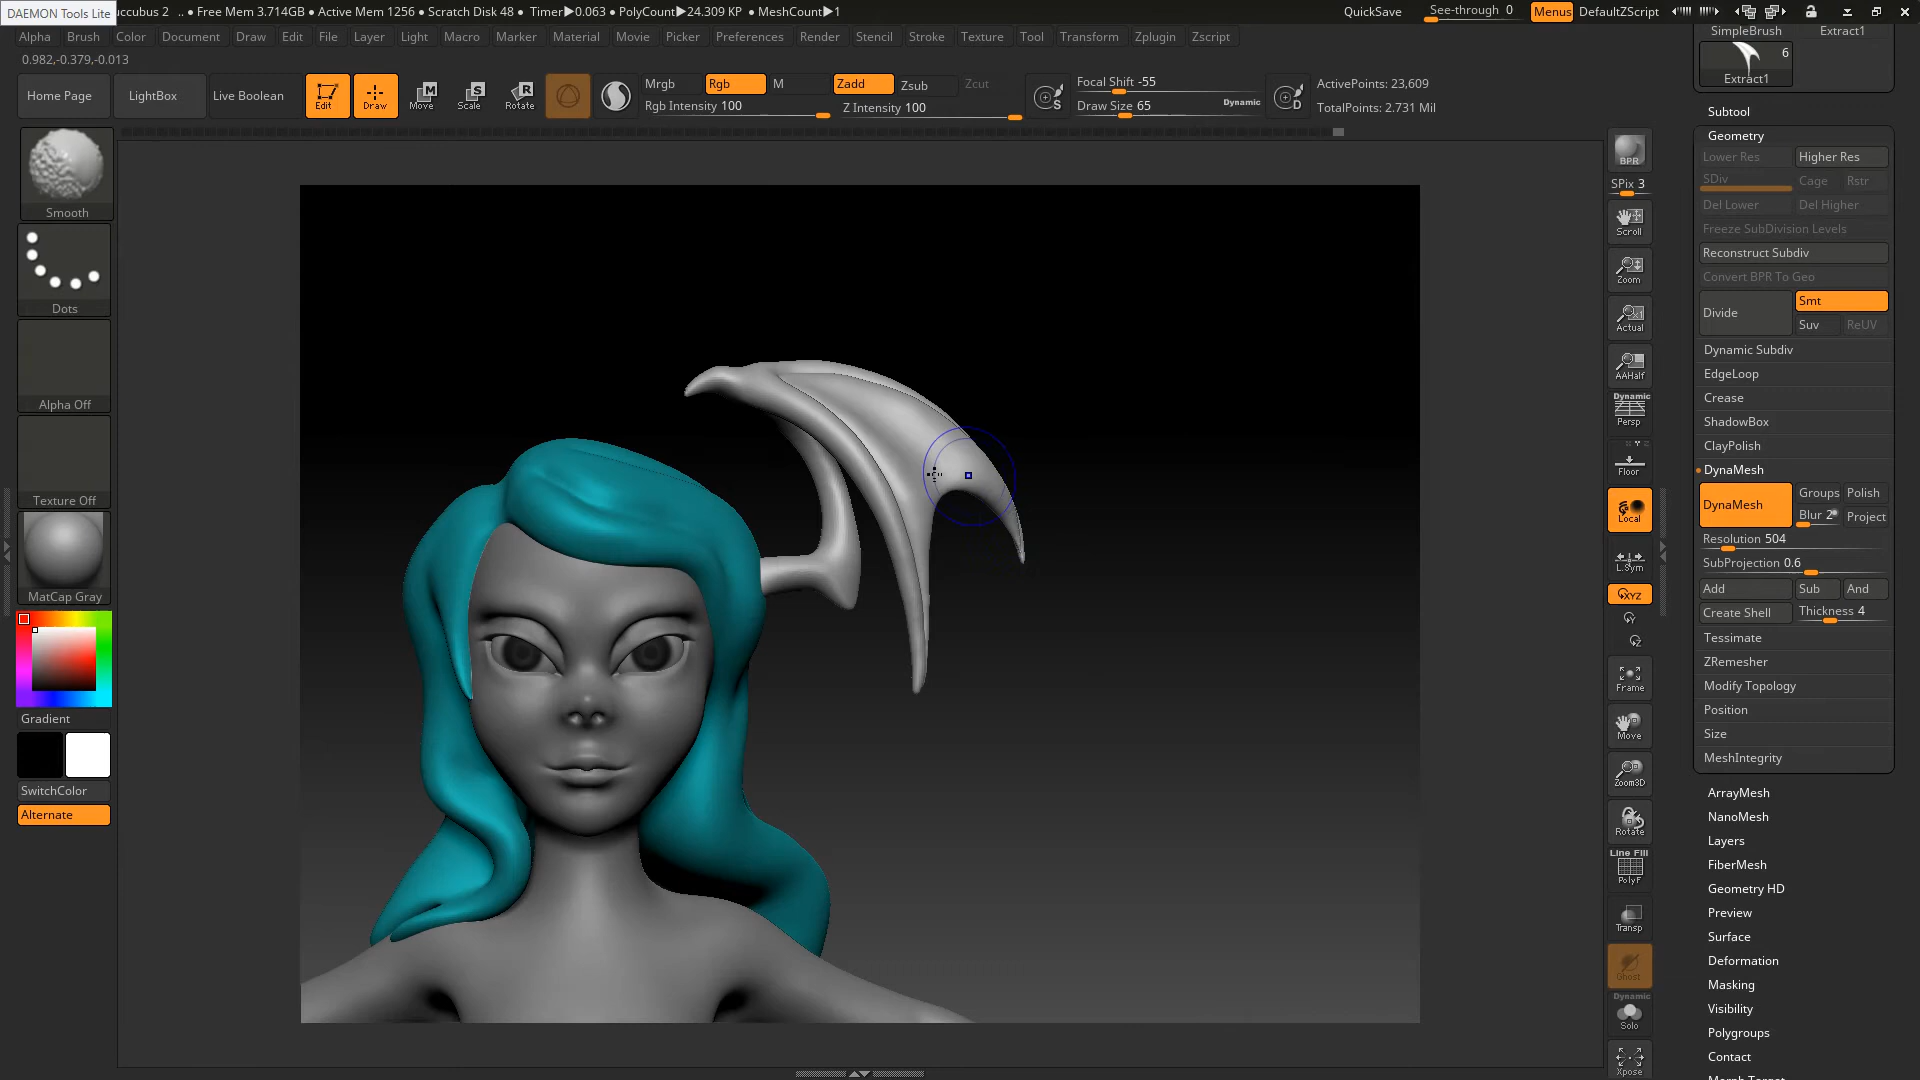 DAEMON Tools Lite
uccubus 2 .. ● Free Mem 3.714GB ● Active Mem 1256 ● Scratch Disk 48 ● Timer▶0.063 ● PolyCount▶24.309 KP ● MeshCount▶1
QuickSave See-through 0 Menus DefaultZScript
Alpha Brush Color Document Draw Edit File Layer Light Macro Marker Material Movie Picker Preferences Render Stencil Stroke Texture Tool Transform Zplugin Zscript
0.982,-0.379,-0.013
Home Page LightBox Live Boolean
Edit Draw Move Scale Rotate
M S R
Mrgb Rgb M
Rgb Intensity 100
Zadd Zsub Zcut
Z Intensity 100
S
Focal Shift -55
Draw Size 65 Dynamic
D
ActivePoints: 23,609
TotalPoints: 2.731 Mil
Smooth
Dots
Alpha Off
Texture Off
MatCap Gray
Gradient
SwitchColor
Alternate
BPR
SPix 3
Scroll
Zoom
Actual
AAHalf
Dynamic
Persp
Floor
Local
L.Sym
XYZ
Y
Z
Frame
Move
Zoom3D
Rotate
Line Fill
PolyF
Transp
Ghost
Dynamic
Solo
Xpose
SimpleBrush Extract1
6
Extract1
Subtool
Geometry
Lower Res Higher Res
SDiv Cage Rstr
Del Lower Del Higher
Freeze SubDivision Levels
Reconstruct Subdiv
Convert BPR To Geo
Divide Smt
Suv ReUV
Dynamic Subdiv
EdgeLoop
Crease
ShadowBox
ClayPolish
DynaMesh
DynaMesh Groups Polish
Blur 2 Project
Resolution 504
SubProjection 0.6
Add Sub And
Create Shell Thickness 4
Tessimate
ZRemesher
Modify Topology
Position
Size
MeshIntegrity
ArrayMesh
NanoMesh
Layers
FiberMesh
Geometry HD
Preview
Surface
Deformation
Masking
Visibility
Polygroups
Contact
Morph Target